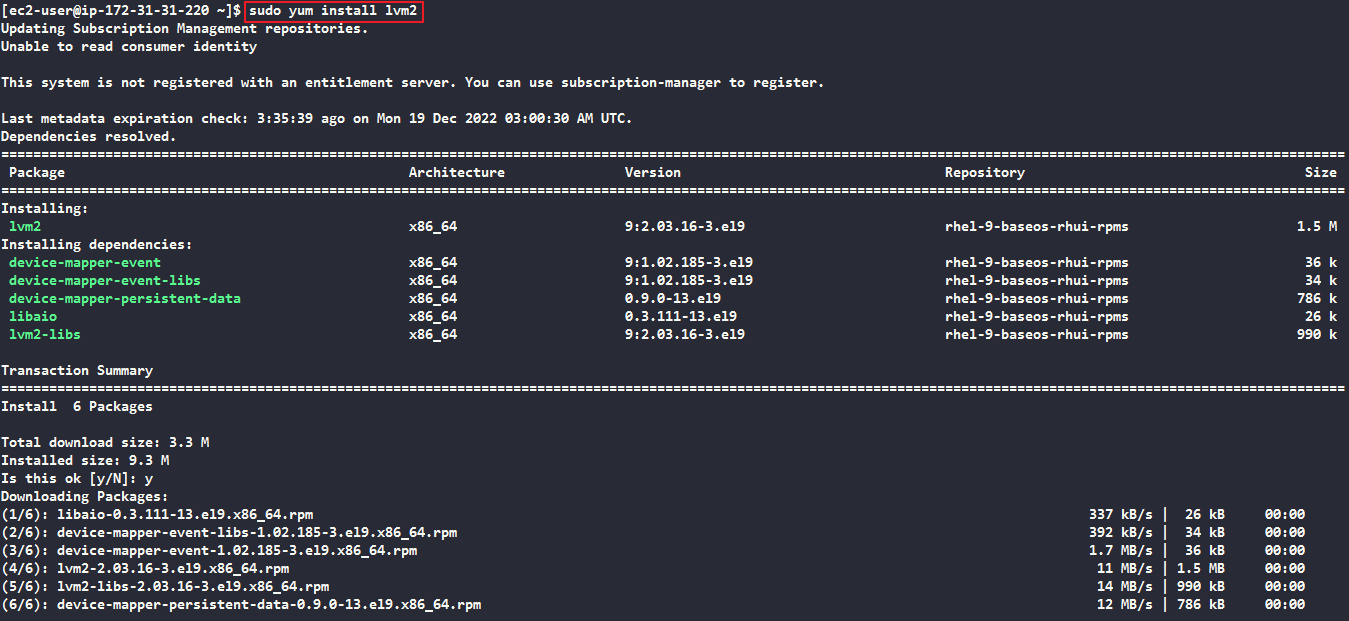 [ec2-user@ip-172-31-31-220 ~]$ sudo yum install lvm2
Updating Subscription Management repositories.
Unable to read consumer identity
This system is not registered with an entitlement server. You can use subscription-manager to register.
Last metadata expiration check: 3:35:39 ago on Mon 19 Dec 2022 03:00:30 AM UTC.
Dependencies resolved.
================================================================================
Package Architecture Version Repository Size
================================================================================
Installing:
lvm2 x86_64 9:2.03.16-3.el9 rhel-9-baseos-rhui-rpms 1.5 M
Installing dependencies:
device-mapper-event x86_64 9:1.02.185-3.el9 rhel-9-baseos-rhui-rpms 36 k
device-mapper-event-libs x86_64 9:1.02.185-3.el9 rhel-9-baseos-rhui-rpms 34 k
device-mapper-persistent-data x86_64 0.9.0-13.el9 rhel-9-baseos-rhui-rpms 786 k
libaio x86_64 0.3.111-13.el9 rhel-9-baseos-rhui-rpms 26 k
lvm2-libs x86_64 9:2.03.16-3.el9 rhel-9-baseos-rhui-rpms 990 k
Transaction Summary
================================================================================
Install 6 Packages
Total download size: 3.3 M
Installed size: 9.3 M
Is this ok [y/N]: y
Downloading Packages:
(1/6): libaio-0.3.111-13.el9.x86_64.rpm 337 kB/s | 26 kB 00:00
(2/6): device-mapper-event-libs-1.02.185-3.el9.x86_64.rpm 392 kB/s | 34 kB 00:00
(3/6): device-mapper-event-1.02.185-3.el9.x86_64.rpm 1.7 MB/s | 36 kB 00:00
(4/6): lvm2-2.03.16-3.el9.x86_64.rpm 11 MB/s | 1.5 MB 00:00
(5/6): lvm2-libs-2.03.16-3.el9.x86_64.rpm 14 MB/s | 990 kB 00:00
(6/6): device-mapper-persistent-data-0.9.0-13.el9.x86_64.rpm 12 MB/s | 786 kB 00:00